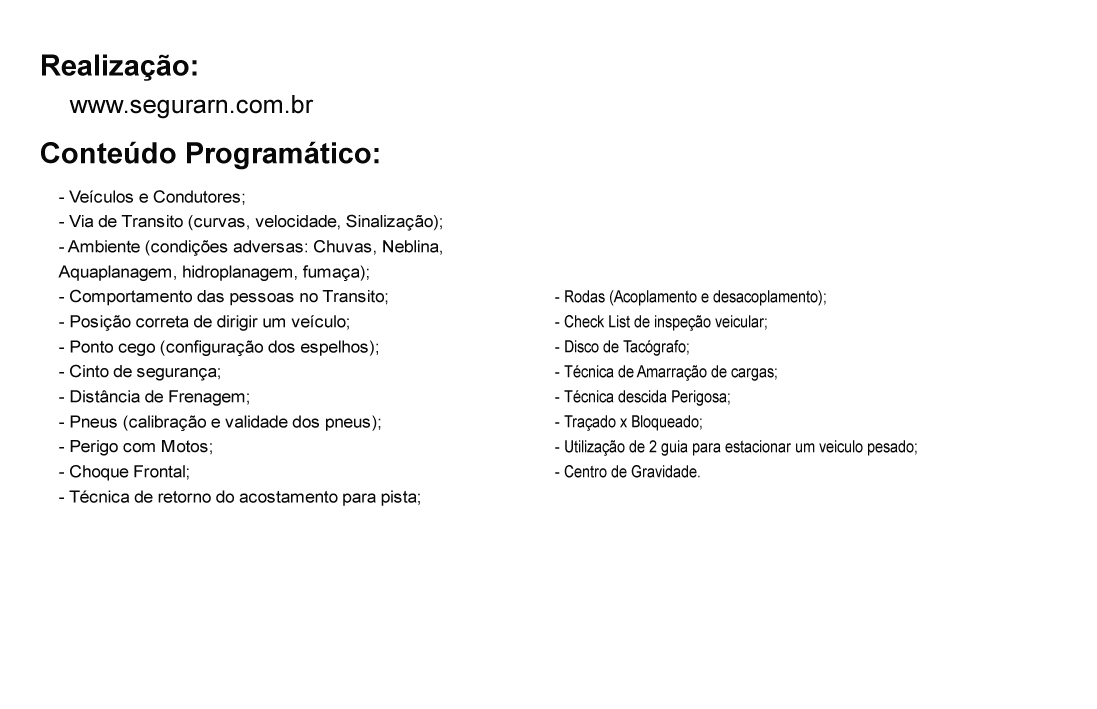 Realização:
www.segurarn.com.br
Conteúdo Programático:
- Veículos e Condutores;
- Via de Transito (curvas, velocidade, Sinalização);
- Ambiente (condições adversas: Chuvas, Neblina,
Aquaplanagem, hidroplanagem, fumaça);
- Comportamento das pessoas no Transito;
- Posição correta de dirigir um veículo;
- Ponto cego (configuração dos espelhos);
- Cinto de segurança;
- Distância de Frenagem;
- Pneus (calibração e validade dos pneus);
- Perigo com Motos;
- Choque Frontal;
- Técnica de retorno do acostamento para pista;
- Rodas (Acoplamento e desacoplamento);
- Check List de inspeção veicular;
- Disco de Tacógrafo;
- Técnica de Amarração de cargas;
- Técnica descida Perigosa;
- Traçado x Bloqueado;
- Utilização de 2 guia para estacionar um veiculo pesado;
- Centro de Gravidade.